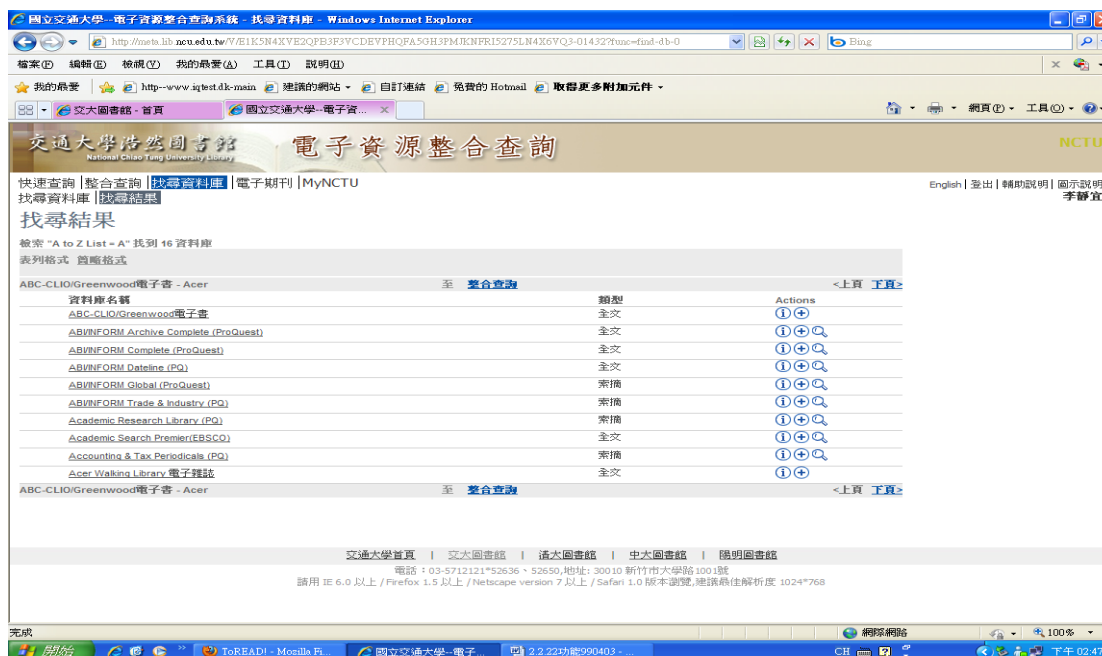 國立交通大學--電子資源整合查詢系統 - 找尋資料庫 - Windows Internet Explorer
http://meta.lib.ncu.edu.tw/V/E1K5N4XVE2QPB3F3VCDEVPHQFA5GH3PMJKNFR15275LN4X6VQ3-01432?func=find-db-0
Bing
檔案(F) 編輯(E) 檢視(V) 我的最愛(A) 工具(T) 說明(H)
我的最愛 http--www.iqtest.dk-main 建議的網站 自訂連結 免費的 Hotmail 取得更多附加元件
交大圖書館 - 首頁 國立交通大學--電子資... 網頁(P) 工具(O)
交通大學浩然圖書館 電子資源整合查詢 NCTU
National Chiao Tung University Library
快速查詢 | 整合查詢 | 找尋資料庫 | 電子期刊 | MyNCTU English | 登出 | 輔助說明 | 圖示說明
找尋資料庫 | 找尋結果 李靜宜
找尋結果
檢索 "A to Z List = A" 找到 16 資料庫
表列格式 簡略格式
ABC-CLIO/Greenwood電子書 - Acer 至 整合查詢 <上頁 下頁>
資料庫名稱 類型 Actions
ABC-CLIO/Greenwood電子書 全文
ABI/INFORM Archive Complete (ProQuest) 全文
ABI/INFORM Complete (ProQuest) 全文
ABI/INFORM Dateline (PQ) 全文
ABI/INFORM Global (ProQuest) 索摘
ABI/INFORM Trade & Industry (PQ) 索摘
Academic Research Library (PQ) 索摘
Academic Search Premier(EBSCO) 全文
Accounting & Tax Periodicals (PQ) 索摘
Acer Walking Library 電子雜誌 全文
ABC-CLIO/Greenwood電子書 - Acer 至 整合查詢 <上頁 下頁>
交通大學首頁 | 交大圖書館 | 清大圖書館 | 中大圖書館 | 陽明圖書館
電話：03-5712121*52636、52650,地址: 30010 新竹市大學路1001號
請用 IE 6.0 以上 / Firefox 1.5 以上 / Netscape version 7 以上 / Safari 1.0 版本瀏覽,建議最佳解析度 1024*768
完成 網際網路 100%
開始 ToREAD! - Mozilla Fi... 國立交通大學--電子... 2.2.22功能990403 - ... CH 下午 02:47